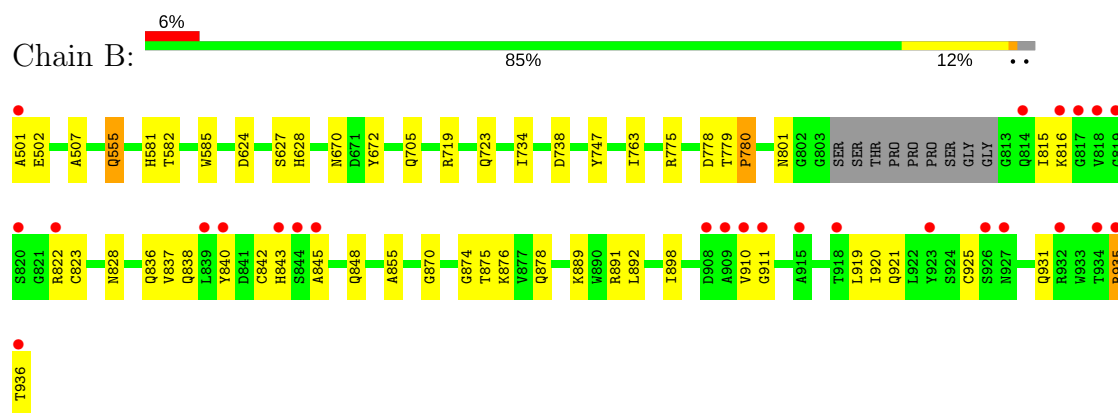 6%
Chain B:
85% 12% • •
A501 E502 A507 Q555 H581 T582 W585 D624 S627 H628 N670 D671 Y672 Q705 R719 Q723 I734 D738 Y747 I763 R775 D778 T779 P780 N801 G802 G803 SER SER THR PRO PRO PRO SER GLY GLY G813 Q814 I815 K816 G817 V818 G819
S820 G821 R822 C823 N828 Q836 V837 Q838 L839 Y840 D841 C842 H843 S844 A845 Q848 A855 G870 G874 T875 K876 V877 Q878 K889 W890 R891 L892 I898 D908 A909 V910 G911 A915 T918 L919 I920 Q921 L922 Y923 S924 C925 S926 N927 Q931 R932 W933 T934
T936